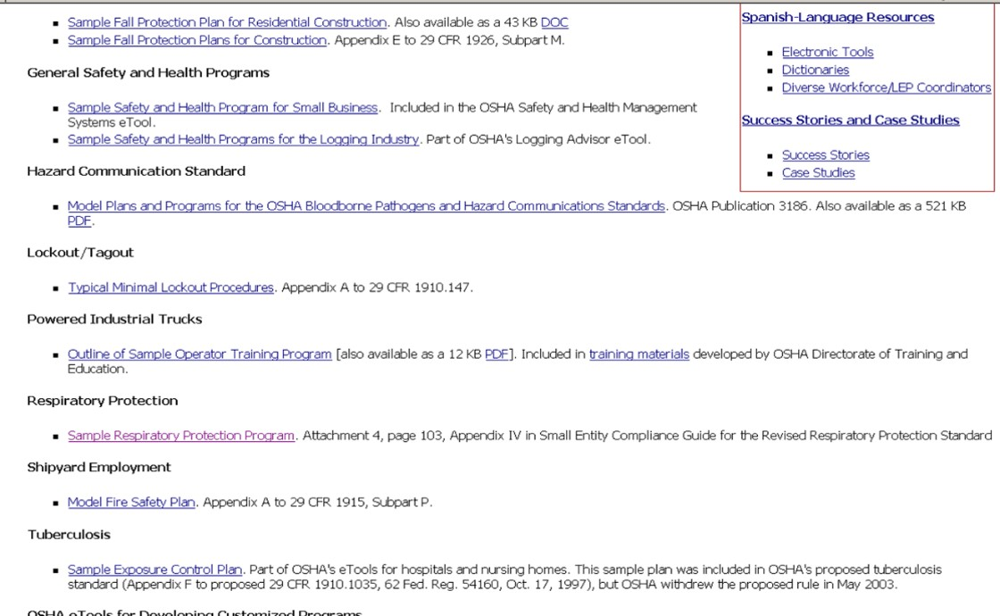 Sample Fall Protection Plan for Residential Construction. Also available as a 43 KB DOC
Sample Fall Protection Plans for Construction. Appendix E to 29 CFR 1926, Subpart M.
General Safety and Health Programs
Sample Safety and Health Program for Small Business. Included in the OSHA Safety and Health Management
Systems eTool.
Sample Safety and Health Programs for the Logging Industry. Part of OSHA's Logging Advisor eTool.
Hazard Communication Standard
Model Plans and Programs for the OSHA Bloodborne Pathogens and Hazard Communications Standards. OSHA Publication 3186. Also available as a 521 KB
PDF.
Lockout/Tagout
Typical Minimal Lockout Procedures. Appendix A to 29 CFR 1910.147.
Powered Industrial Trucks
Outline of Sample Operator Training Program [also available as a 12 KB PDF]. Included in training materials developed by OSHA Directorate of Training and
Education.
Respiratory Protection
Sample Respiratory Protection Program. Attachment 4, page 103, Appendix IV in Small Entity Compliance Guide for the Revised Respiratory Protection Standard
Shipyard Employment
Model Fire Safety Plan. Appendix A to 29 CFR 1915, Subpart P.
Tuberculosis
Sample Exposure Control Plan. Part of OSHA's eTools for hospitals and nursing homes. This sample plan was included in OSHA's proposed tuberculosis
standard (Appendix F to proposed 29 CFR 1910.1035, 62 Fed. Reg. 54160, Oct. 17, 1997), but OSHA withdrew the proposed rule in May 2003.
OSHA eTools for Developing Customized Programs
Spanish-Language Resources
Electronic Tools
Dictionaries
Diverse Workforce/LEP Coordinators
Success Stories and Case Studies
Success Stories
Case Studies